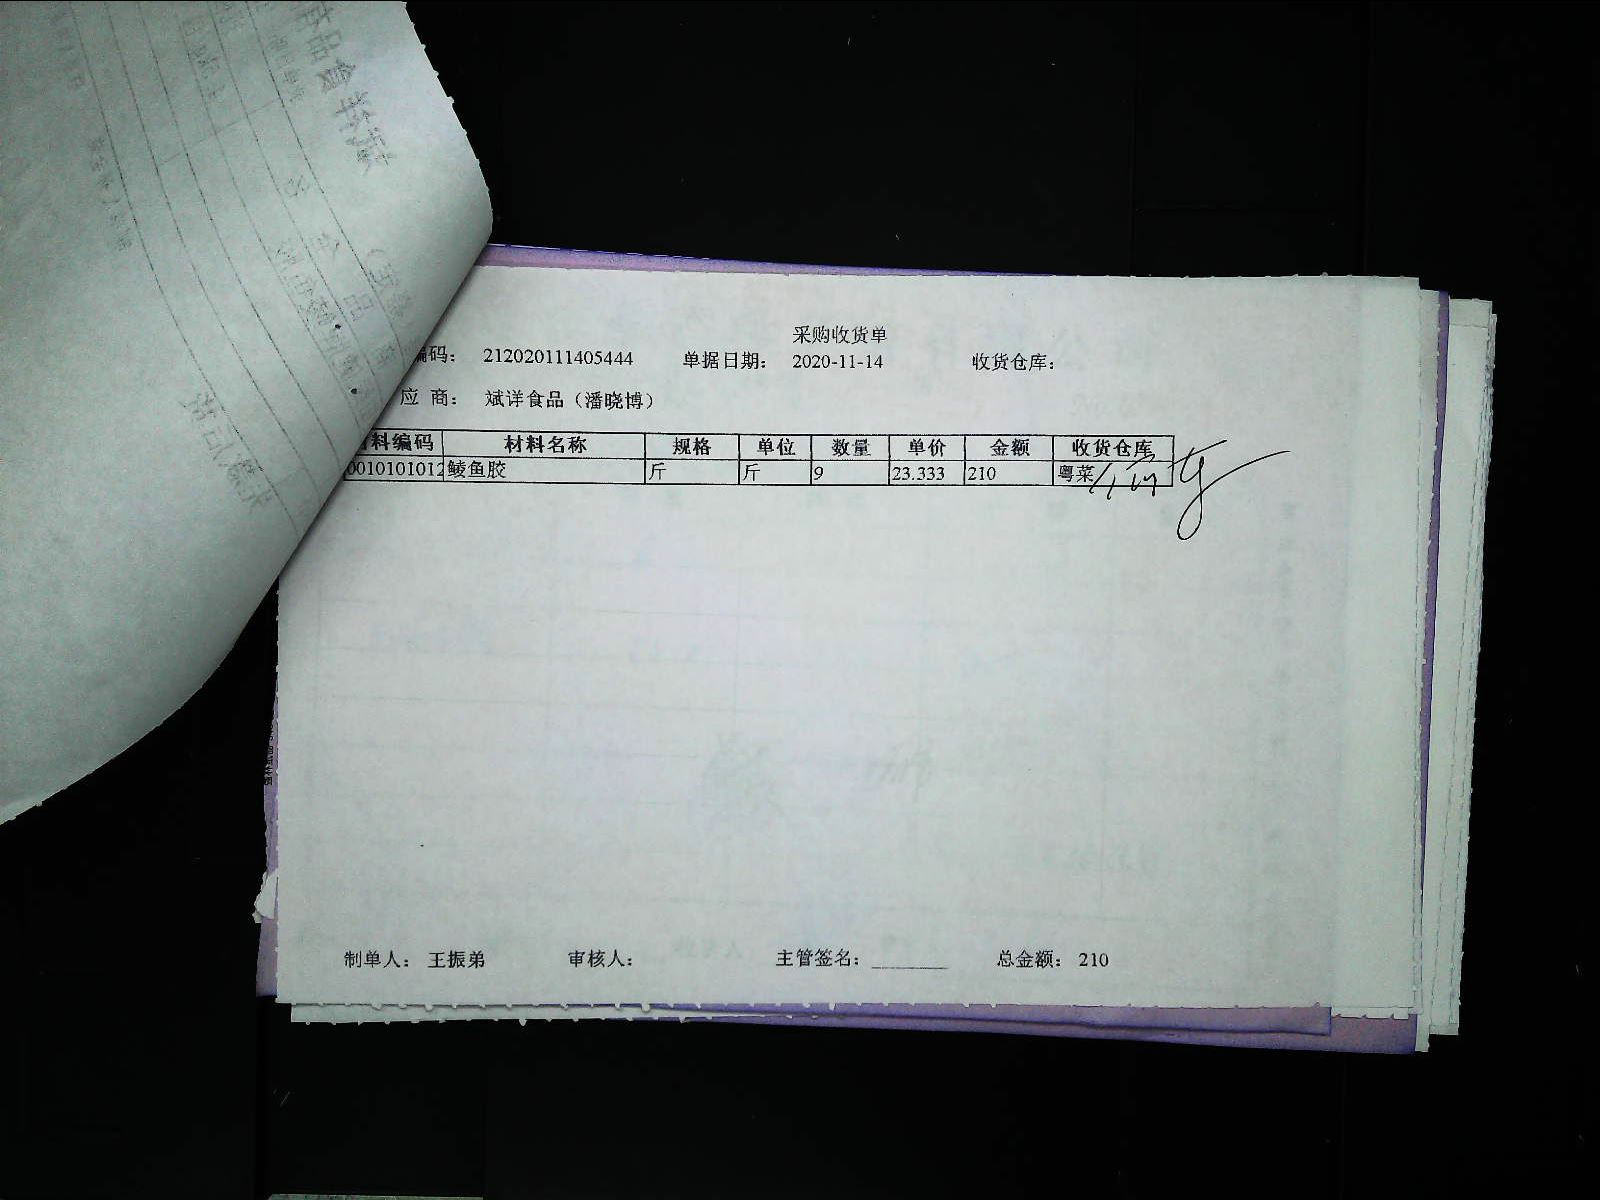 采购收货单
编码： 212020111405444 单据日期： 2020-11-14 收货仓库：
应 商： 斌详食品（潘晓博）
料编码 材料名称 规格 单位 数量 单价 金额 收货仓库
0010101012 鲮鱼胶 斤 斤 9 23.333 210 粤菜
制单人： 王振弟 审核人： 主管签名： 总金额： 210